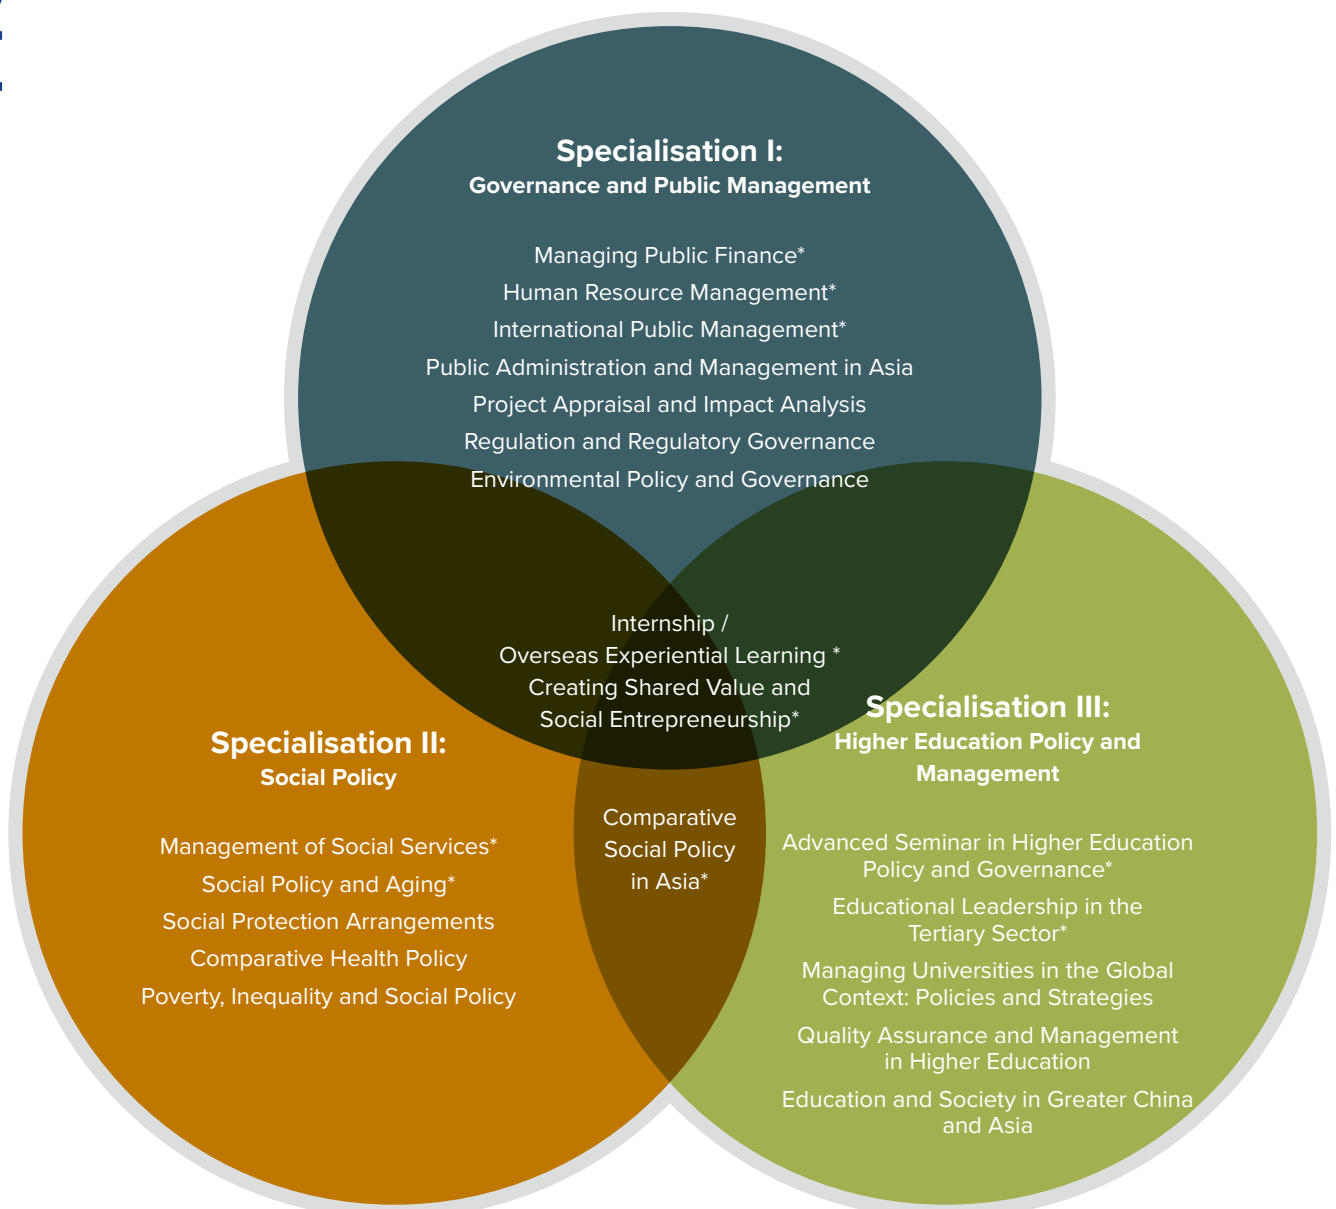 Specialisation I:
Governance and Public Management
Managing Public Finance*
Human Resource Management*
International Public Management*
Public Administration and Management in Asia
Project Appraisal and Impact Analysis
Regulation and Regulatory Governance
Environmental Policy and Governance
Internship /
Overseas Experiential Learning *
Creating Shared Value and
Social Entrepreneurship*
Specialisation II:
Social Policy
Management of Social Services*
Social Policy and Aging*
Social Protection Arrangements
Comparative Health Policy
Poverty, Inequality and Social Policy
Comparative
Social Policy
in Asia*
Specialisation III:
Higher Education Policy and
Management
Advanced Seminar in Higher Education
Policy and Governance*
Educational Leadership in the
Tertiary Sector*
Managing Universities in the Global
Context: Policies and Strategies
Quality Assurance and Management
in Higher Education
Education and Society in Greater China
and Asia